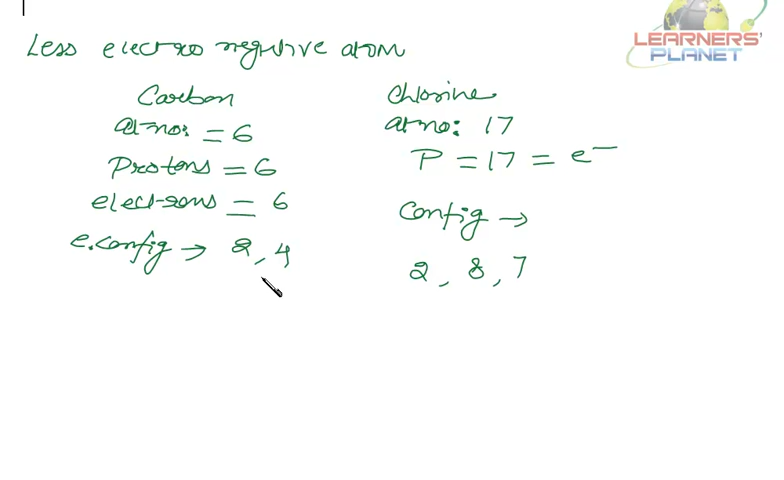 LEARNERS'
PLANET
Less electro negative atom
Carbon
at-no: = 6
Protons = 6
electrons = 6
e.config → 2, 4
Chlorine
at no: 17
P = 17 = e⁻
Config →
2, 8, 7